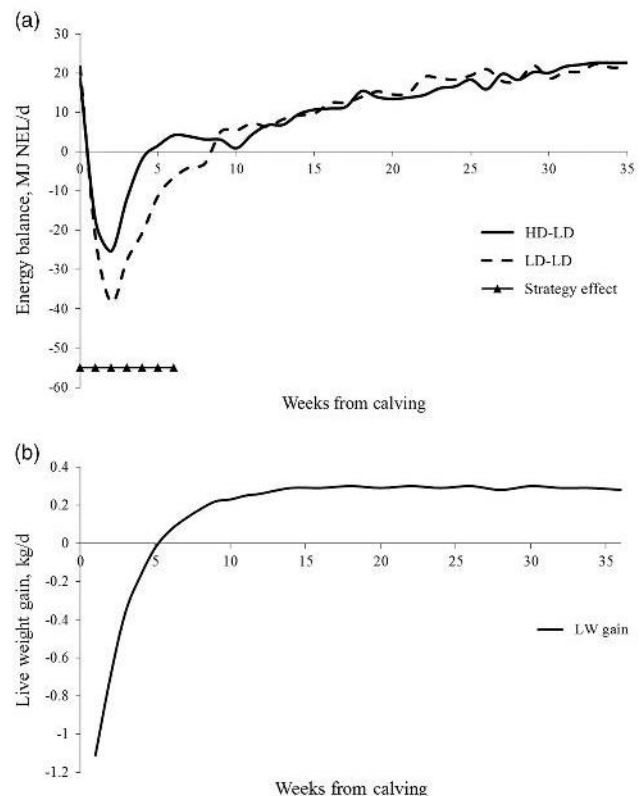 (a)
30
20
10
0
-10
-20
-30
-40
-50
-60
Energy balance, MJ NEL/d
0 5 10 15 20 25 30 35
HD-LD
LD-LD
Strategy effect
Weeks from calving
(b)
0.4
0.2
0
-0.2
-0.4
-0.6
-0.8
-1
-1.2
Live weight gain, kg/d
0 5 10 15 20 25 30 35
LW gain
Weeks from calving